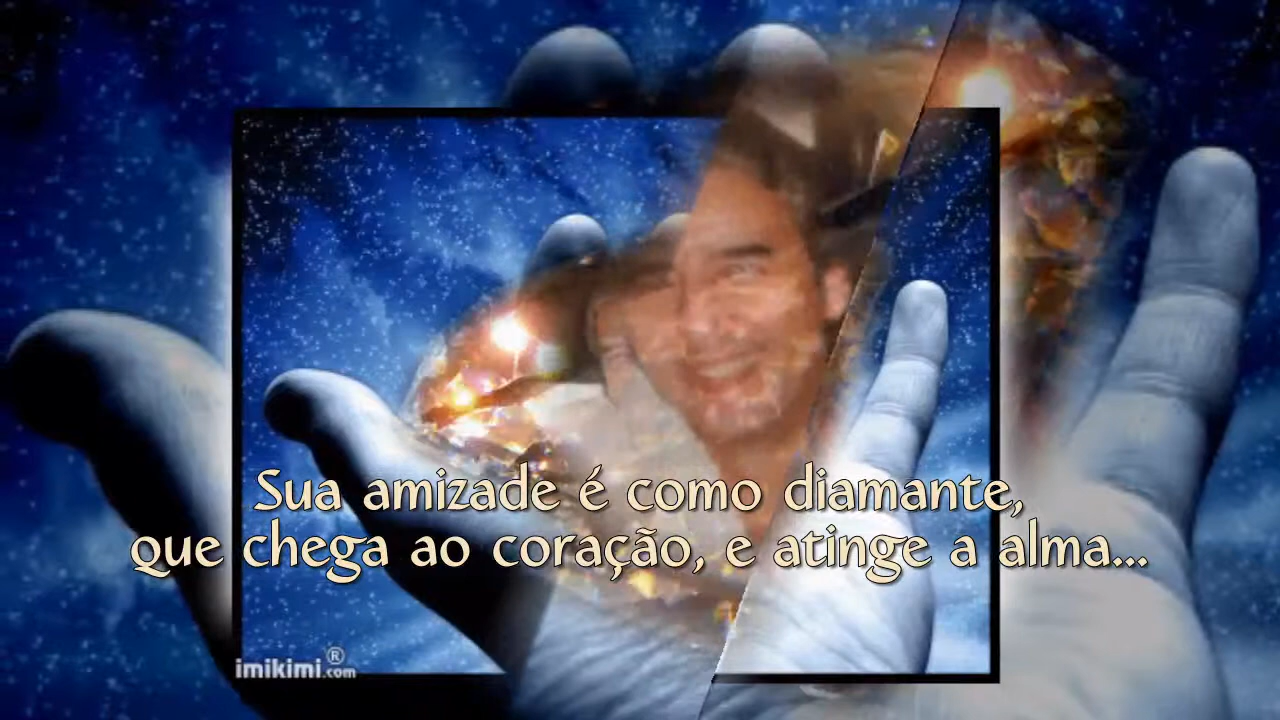 Sua amizade é como diamante,
que chega ao coração, e atinge a alma...
imikimi.com®